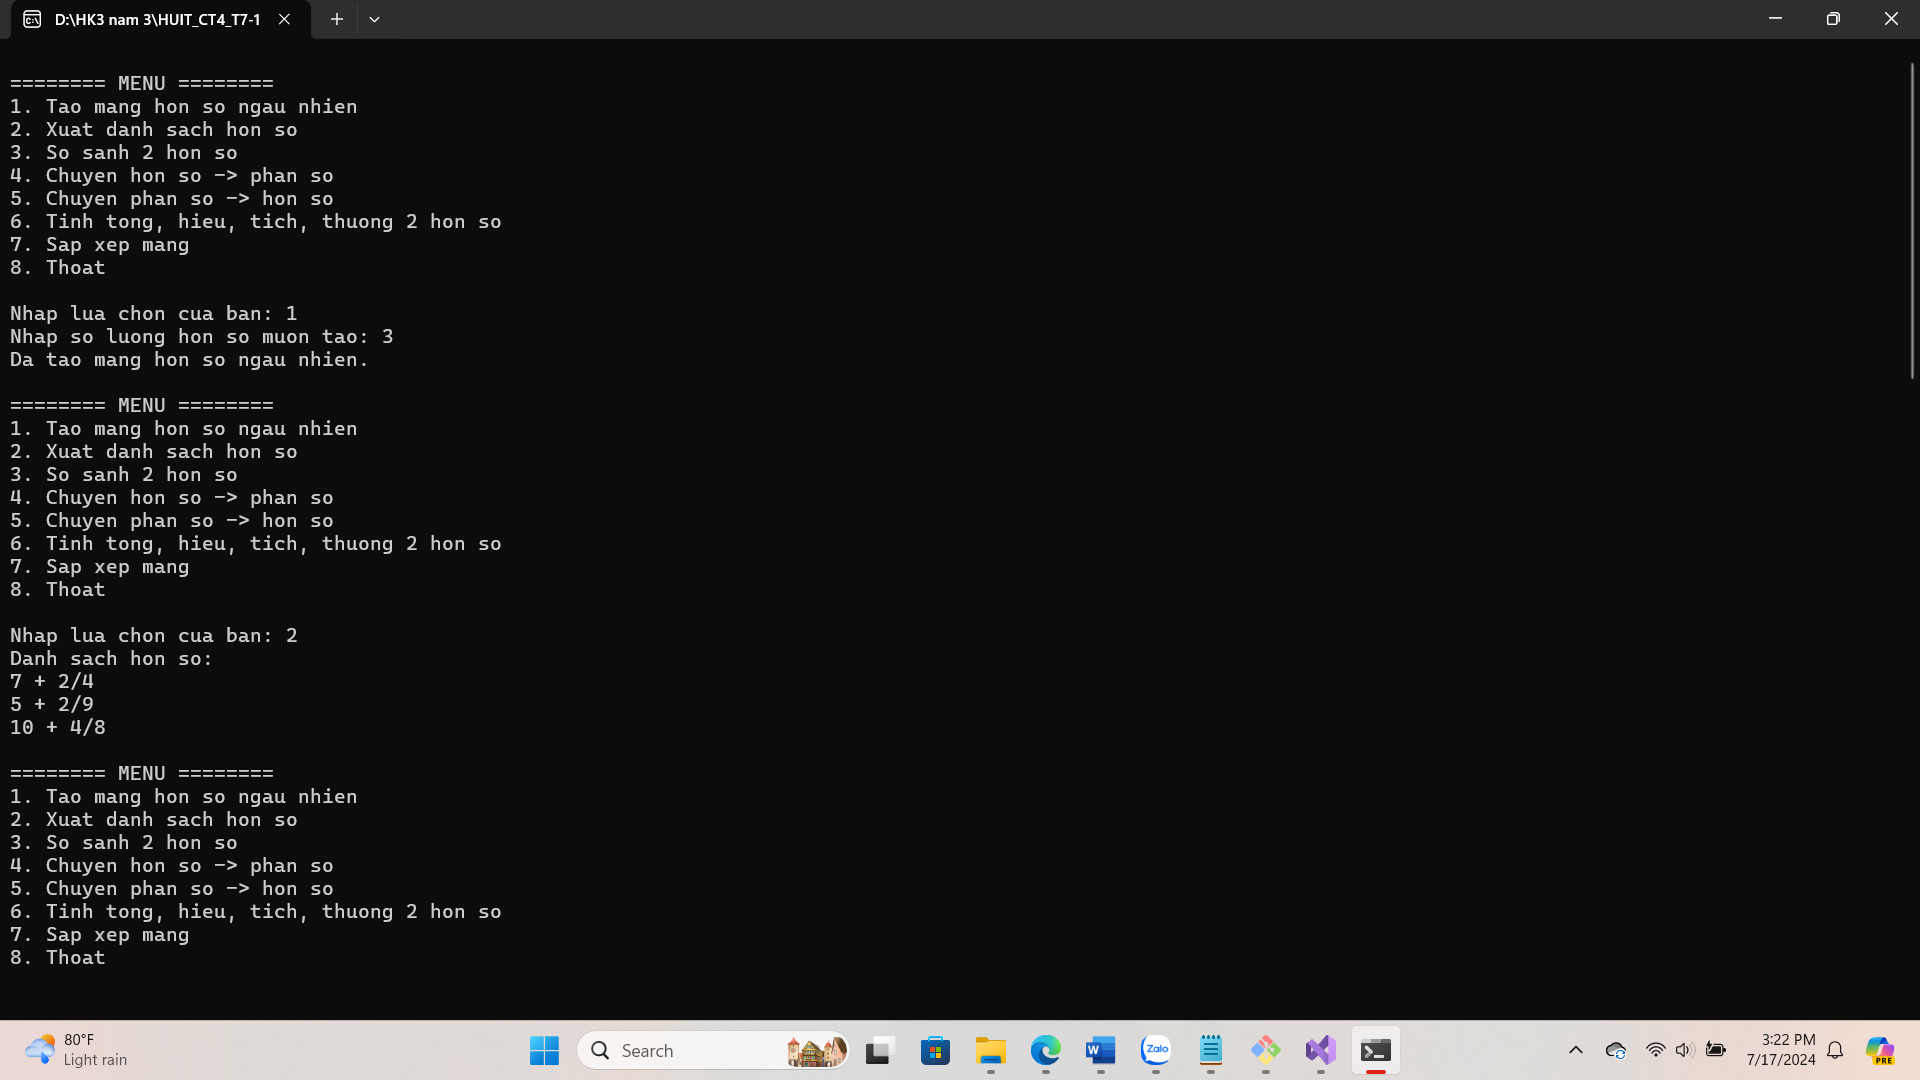 D:\HK3 nam 3\HUIT_CT4_T7-1
======== MENU ========
1. Tao mang hon so ngau nhien
2. Xuat danh sach hon so
3. So sanh 2 hon so
4. Chuyen hon so -> phan so
5. Chuyen phan so -> hon so
6. Tinh tong, hieu, tich, thuong 2 hon so
7. Sap xep mang
8. Thoat
Nhap lua chon cua ban: 1
Nhap so luong hon so muon tao: 3
Da tao mang hon so ngau nhien.
======== MENU ========
1. Tao mang hon so ngau nhien
2. Xuat danh sach hon so
3. So sanh 2 hon so
4. Chuyen hon so -> phan so
5. Chuyen phan so -> hon so
6. Tinh tong, hieu, tich, thuong 2 hon so
7. Sap xep mang
8. Thoat
Nhap lua chon cua ban: 2
Danh sach hon so:
7 + 2/4
5 + 2/9
10 + 4/8
======== MENU ========
1. Tao mang hon so ngau nhien
2. Xuat danh sach hon so
3. So sanh 2 hon so
4. Chuyen hon so -> phan so
5. Chuyen phan so -> hon so
6. Tinh tong, hieu, tich, thuong 2 hon so
7. Sap xep mang
8. Thoat
80°F
Light rain
Search
W
Zalo
3:22 PM
7/17/2024
PRE